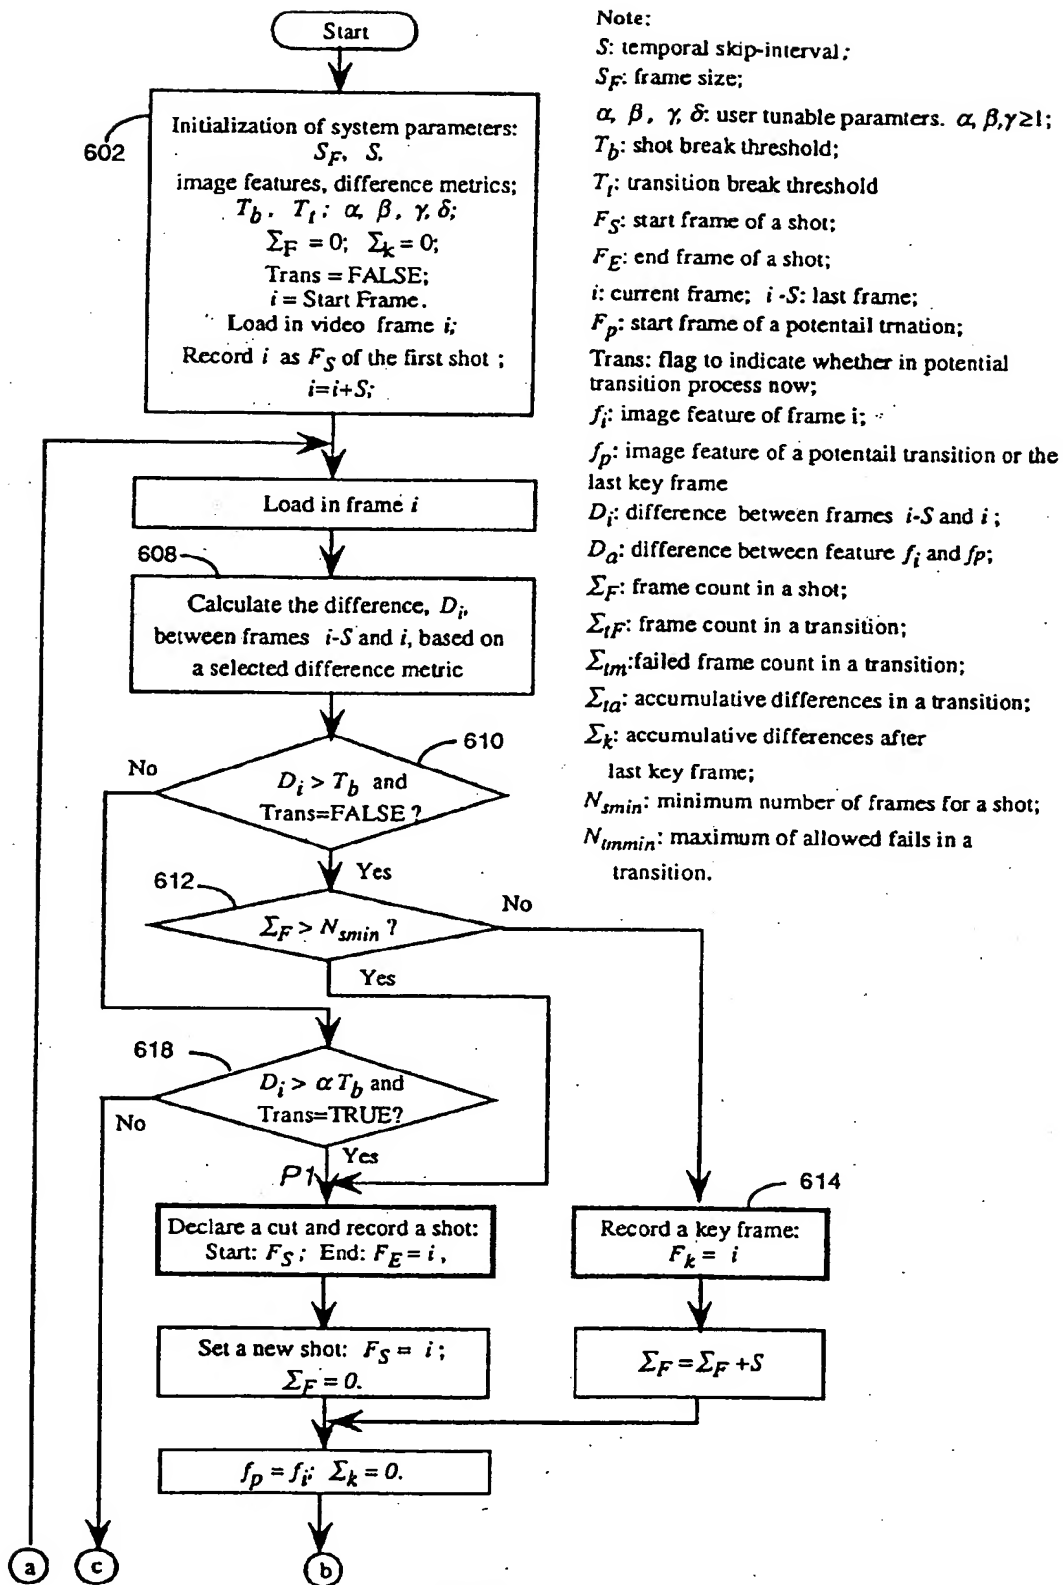 Start
602
Initialization of system parameters:
S_F, S,
image features, difference metrics;
T_b, T_t; α, β, γ, δ;
Σ_F = 0; Σ_k = 0;
Trans = FALSE;
i = Start Frame.
Load in video frame i;
Record i as F_S of the first shot ;
i=i+S;
Load in frame i
608
Calculate the difference, D_i,
between frames i-S and i, based on
a selected difference metric
610
No
D_i > T_b and
Trans=FALSE ?
Yes
612
No
Σ_F > N_smin ?
Yes
618
D_i > α T_b and
Trans=TRUE?
No
Yes
P1
614
Declare a cut and record a shot:
Start: F_S ; End: F_E = i ,
Record a key frame:
F_k = i
Set a new shot: F_S = i ;
Σ_F = 0.
Σ_F = Σ_F + S
f_p = f_i; Σ_k = 0.
a
c
b
Note:
S: temporal skip-interval;
S_F: frame size;
α, β, γ, δ: user tunable paramters. α, β,γ≥1;
T_b: shot break threshold;
T_t: transition break threshold
F_S: start frame of a shot;
F_E: end frame of a shot;
i: current frame; i -S: last frame;
F_p: start frame of a potentail trnation;
Trans: flag to indicate whether in potential
transition process now;
f_i: image feature of frame i;
f_p: image feature of a potentail transition or the
last key frame
D_i: difference between frames i-S and i ;
D_a: difference between feature f_i and fp;
Σ_F: frame count in a shot;
Σ_tF: frame count in a transition;
Σ_tm:failed frame count in a transition;
Σ_ta: accumulative differences in a transition;
Σ_k: accumulative differences after
last key frame;
N_smin: minimum number of frames for a shot;
N_tmmin: maximum of allowed fails in a
transition.